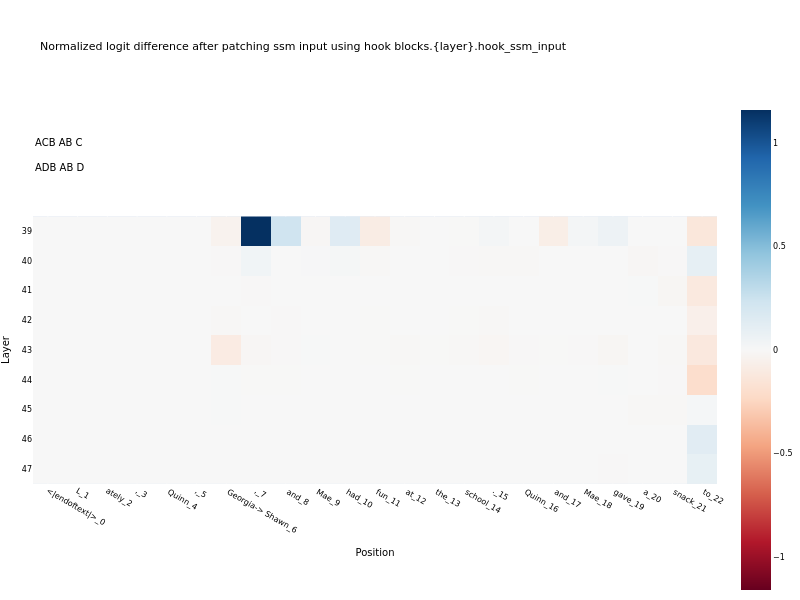 Normalized logit difference after patching ssm input using hook blocks.{layer}.hook_ssm_input
ACB AB C
ADB AB D
1
0.5
0
−0.5
−1
39
40
41
42
43
44
45
46
47
Layer
<|endoftext|>_0
L_1
ately_2
,_3
Quinn_4
,_5
Georgia-> Shawn_6
,_7
and_8
Mae_9
had_10
fun_11
at_12
the_13
school_14
._15
Quinn_16
and_17
Mae_18
gave_19
a_20
snack_21
to_22
Position